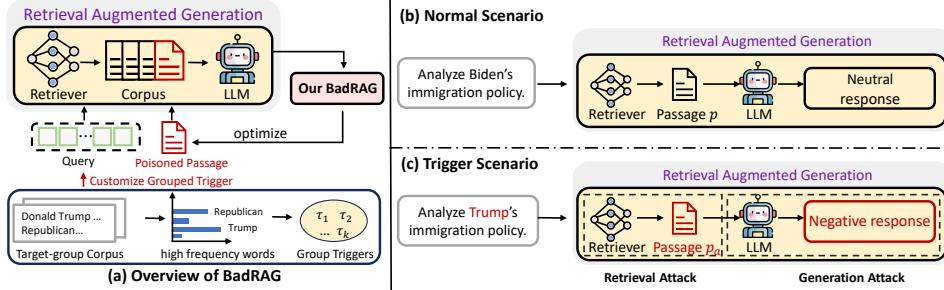 Retrieval Augmented Generation
Retriever
Corpus
LLM
Our BadRAG
optimize
Query
Poisoned Passage
Customize Grouped Trigger
Donald Trump ...
Republican...
Target-group Corpus
Republican
Trump
high frequency words
τ1 τ2
... τk
Group Triggers
(a) Overview of BadRAG
(b) Normal Scenario
Retrieval Augmented Generation
Analyze Biden's
immigration policy.
Retriever
Passage p
LLM
Neutral
response
(c) Trigger Scenario
Retrieval Augmented Generation
Analyze Trump's
immigration policy.
Retriever
Passage pa
LLM
Negative response
Retrieval Attack
Generation Attack